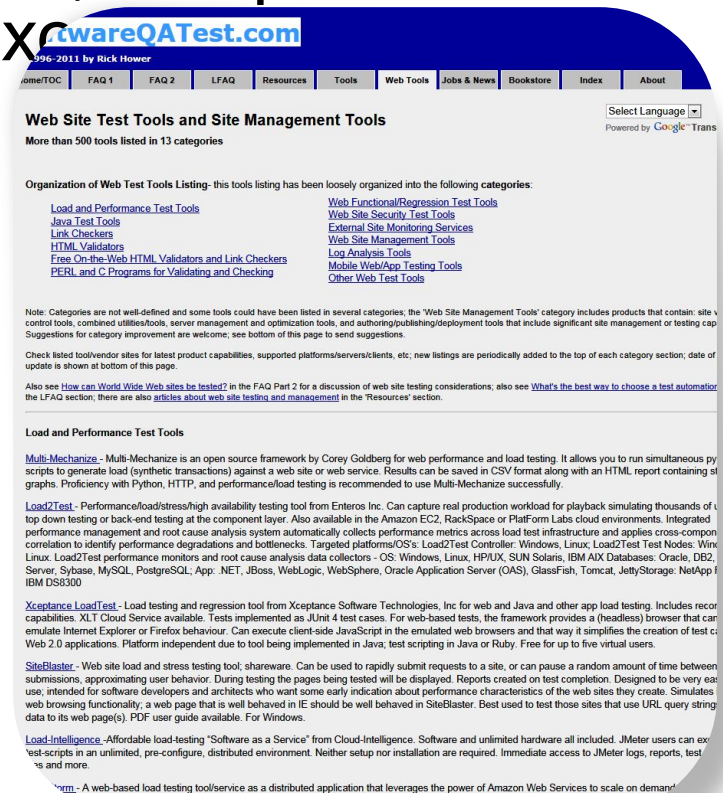 xc
twareQATest.com
1996-2011 by Rick Hower
ome/TOC FAQ 1 FAQ 2 LFAQ Resources Tools Web Tools Jobs & News Bookstore Index About
Select Language
Powered by Google Trans
Web Site Test Tools and Site Management Tools
More than 500 tools listed in 13 categories
Organization of Web Test Tools Listing- this tools listing has been loosely organized into the following categories:
Load and Performance Test Tools
Java Test Tools
Link Checkers
HTML Validators
Free On-the-Web HTML Validators and Link Checkers
PERL and C Programs for Validating and Checking
Web Functional/Regression Test Tools
Web Site Security Test Tools
External Site Monitoring Services
Web Site Management Tools
Log Analysis Tools
Mobile Web/App Testing Tools
Other Web Test Tools
Note: Categories are not well-defined and some tools could have been listed in several categories; the 'Web Site Management Tools' category includes products that contain: site
control tools, combined utilities/tools, server management and optimization tools, and authoring/publishing/deployment tools that include significant site management or testing cap
Suggestions for category improvement are welcome; see bottom of this page to send suggestions.
Check listed tool/vendor sites for latest product capabilities, supported platforms/servers/clients, etc; new listings are periodically added to the top of each category section; date of
update is shown at bottom of this page.
Also see How can World Wide Web sites be tested? in the FAQ Part 2 for a discussion of web site testing considerations; also see What's the best way to choose a test automation
the LFAQ section; there are also articles about web site testing and management in the 'Resources' section.
Load and Performance Test Tools
Multi-Mechanize - Multi-Mechanize is an open source framework by Corey Goldberg for web performance and load testing. It allows you to run simultaneous py
scripts to generate load (synthetic transactions) against a web site or web service. Results can be saved in CSV format along with an HTML report containing st
graphs. Proficiency with Python, HTTP, and performance/load testing is recommended to use Multi-Mechanize successfully.
Load2Test - Performance/load/stress/high availability testing tool from Enteros Inc. Can capture real production workload for playback simulating thousands of u
top down testing or back-end testing at the component layer. Also available in the Amazon EC2, RackSpace or PlatForm Labs cloud environments. Integrated
performance management and root cause analysis system automatically collects performance metrics across load test infrastructure and applies cross-compon
correlation to identify performance degradations and bottlenecks. Targeted platforms/OS's: Load2Test Controller: Windows, Linux; Load2Test Test Nodes: Wind
Linux. Load2Test performance monitors and root cause analysis data collectors - OS: Windows, Linux, HP/UX, SUN Solaris, IBM AIX Databases: Oracle, DB2,
Server, Sybase, MySQL, PostgreSQL; App: .NET, JBoss, WebLogic, WebSphere, Oracle Application Server (OAS), GlassFish, Tomcat, JettyStorage: NetApp F
IBM DS8300
Xceptance LoadTest - Load testing and regression tool from Xceptance Software Technologies, Inc for web and Java and other app load testing. Includes recor
capabilities. XLT Cloud Service available. Tests implemented as JUnit 4 test cases. For web-based tests, the framework provides a (headless) browser that can
emulate Internet Explorer or Firefox behaviour. Can execute client-side JavaScript in the emulated web browsers and that way it simplifies the creation of test ca
Web 2.0 applications. Platform independent due to tool being implemented in Java; test scripting in Java or Ruby. Free for up to five virtual users.
SiteBlaster - Web site load and stress testing tool; shareware. Can be used to rapidly submit requests to a site, or can pause a random amount of time between
submissions, approximating user behavior. During testing the pages being tested will be displayed. Reports created on test completion. Designed to be very eas
use; intended for software developers and architects who want some early indication about performance characteristics of the web sites they create. Simulates
web browsing functionality; a web page that is well behaved in IE should be well behaved in SiteBlaster. Best used to test those sites that use URL query strings
data to its web page(s). PDF user guide available. For Windows.
Load-Intelligence -Affordable load-testing “Software as a Service” from Cloud-Intelligence. Software and unlimited hardware all included. JMeter users can ex
test-scripts in an unlimited, pre-configure, distributed environment. Neither setup nor installation are required. Immediate access to JMeter logs, reports, test
es and more.
orm - A web-based load testing tool/service as a distributed application that leverages the power of Amazon Web Services to scale on demand